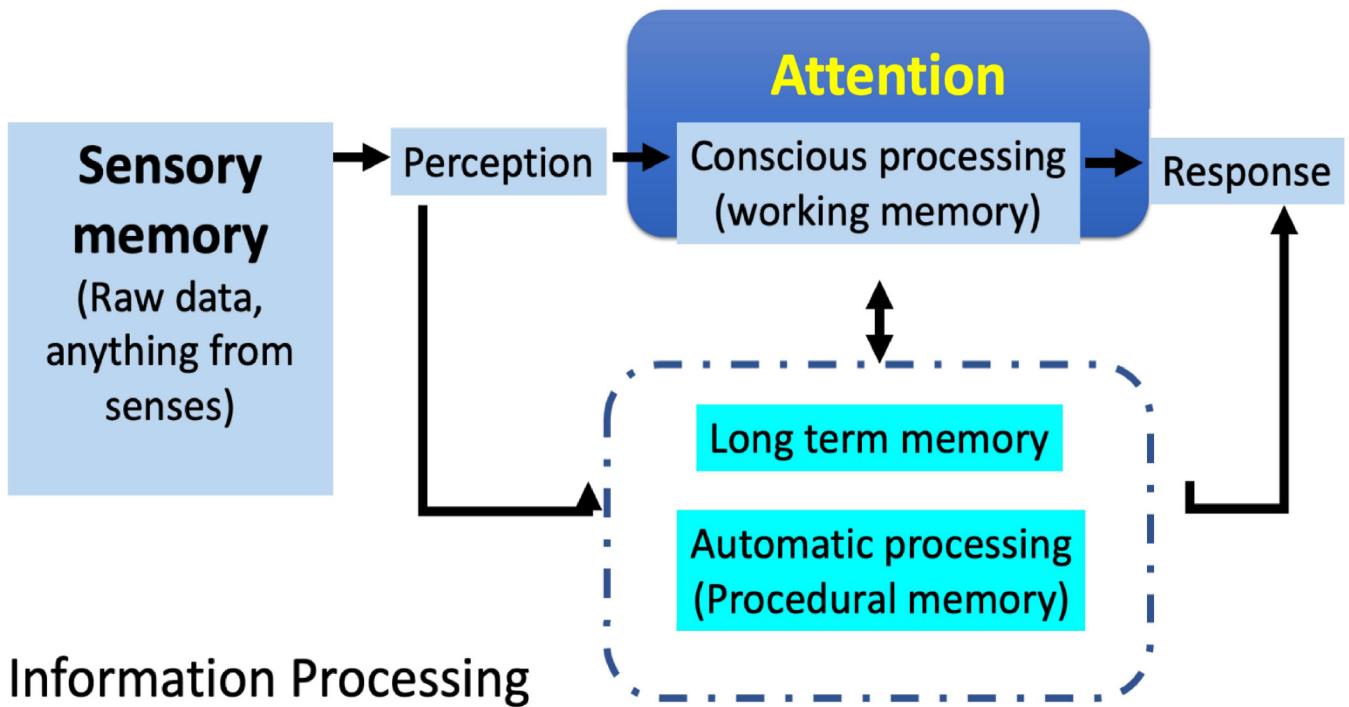 Attention
Sensory
memory
(Raw data,
anything from
senses)
Perception
Conscious processing
(working memory)
Response
Long term memory
Automatic processing
(Procedural memory)
Information Processing